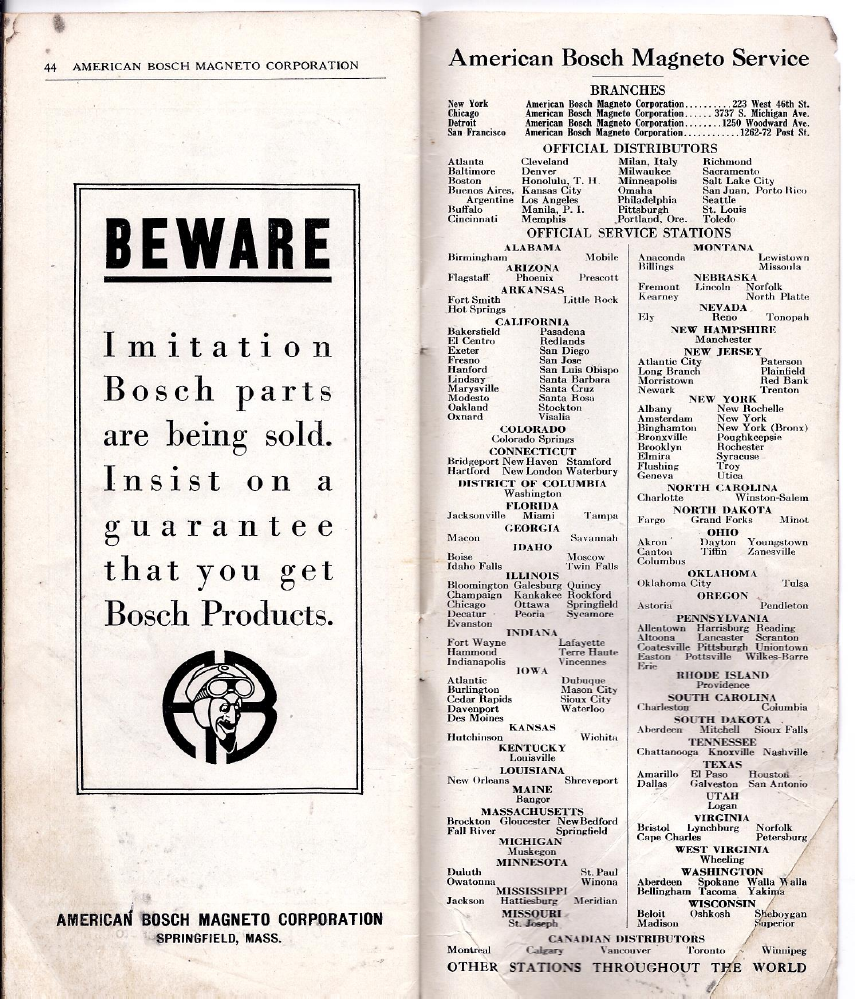 44 AMERICAN BOSCH MAGNETO CORPORATION
BEWARE
Imitation
Bosch parts
are being sold.
Insist on a
guarantee
that you get
Bosch Products.
AMERICAN BOSCH MAGNETO CORPORATION
SPRINGFIELD, MASS.
American Bosch Magneto Service
BRANCHES
New York American Bosch Magneto Corporation..........223 West 46th St.
Chicago American Bosch Magneto Corporation......3737 S. Michigan Ave.
Detroit American Bosch Magneto Corporation........1250 Woodward Ave.
San Francisco American Bosch Magneto Corporation............1262-72 Post St.
OFFICIAL DISTRIBUTORS
Atlanta Cleveland Milan, Italy Richmond
Baltimore Denver Milwaukee Sacramento
Boston Honolulu, T. H. Minneapolis Salt Lake City
Buenos Aires, Kansas City Omaha San Juan, Porto Rico
Argentine Los Angeles Philadelphia Seattle
Buffalo Manila, P. I. Pittsburgh St. Louis
Cincinnati Memphis Portland, Ore. Toledo
OFFICIAL SERVICE STATIONS
ALABAMA
Birmingham Mobile
ARIZONA
Flagstaff Phoenix Prescott
ARKANSAS
Fort Smith Little Rock
Hot Springs
CALIFORNIA
Bakersfield Pasadena
El Centro Redlands
Exeter San Diego
Fresno San Jose
Hanford San Luis Obispo
Lindsay Santa Barbara
Marysville Santa Cruz
Modesto Santa Rosa
Oakland Stockton
Oxnard Visalia
COLORADO
Colorado Springs
CONNECTICUT
Bridgeport New Haven Stamford
Hartford New London Waterbury
DISTRICT OF COLUMBIA
Washington
FLORIDA
Jacksonville Miami Tampa
GEORGIA
Macon Savannah
IDAHO
Boise Moscow
Idaho Falls Twin Falls
ILLINOIS
Bloomington Galesburg Quincy
Champaign Kankakee Rockford
Chicago Ottawa Springfield
Decatur Peoria Sycamore
Evanston
INDIANA
Fort Wayne Lafayette
Hammond Terre Haute
Indianapolis Vincennes
IOWA
Atlantic Dubuque
Burlington Mason City
Cedar Rapids Sioux City
Davenport Waterloo
Des Moines
KANSAS
Hutchinson Wichita
KENTUCKY
Louisville
LOUISIANA
New Orleans Shreveport
MAINE
Bangor
MASSACHUSETTS
Brockton Gloucester New Bedford
Fall River Springfield
MICHIGAN
Muskegon
MINNESOTA
Duluth St. Paul
Owatonna Winona
MISSISSIPPI
Jackson Hattiesburg Meridian
MISSOURI
St. Joseph
MONTANA
Anaconda Lewistown
Billings Missoula
NEBRASKA
Fremont Lincoln Norfolk
Kearney North Platte
NEVADA
Ely Reno Tonopah
NEW HAMPSHIRE
Manchester
NEW JERSEY
Atlantic City Paterson
Long Branch Plainfield
Morristown Red Bank
Newark Trenton
NEW YORK
Albany New Rochelle
Amsterdam New York
Binghamton New York (Bronx)
Bronxville Poughkeepsie
Brooklyn Rochester
Elmira Syracuse
Flushing Troy
Geneva Utica
NORTH CAROLINA
Charlotte Winston-Salem
NORTH DAKOTA
Fargo Grand Forks Minot
OHIO
Akron Dayton Youngstown
Canton Tiffin Zanesville
Columbus
OKLAHOMA
Oklahoma City Tulsa
OREGON
Astoria Pendleton
PENNSYLVANIA
Allentown Harrisburg Reading
Altoona Lancaster Scranton
Coatesville Pittsburgh Uniontown
Easton Pottsville Wilkes-Barre
Erie
RHODE ISLAND
Providence
SOUTH CAROLINA
Charleston Columbia
SOUTH DAKOTA
Aberdeen Mitchell Sioux Falls
TENNESSEE
Chattanooga Knoxville Nashville
TEXAS
Amarillo El Paso Houston
Dallas Galveston San Antonio
UTAH
Logan
VIRGINIA
Bristol Lynchburg Norfolk
Cape Charles Petersburg
WEST VIRGINIA
Wheeling
WASHINGTON
Aberdeen Spokane Walla Walla
Bellingham Tacoma Yakima
WISCONSIN
Beloit Oshkosh Sheboygan
Madison Superior
CANADIAN DISTRIBUTORS
Montreal Calgary Vancouver Toronto Winnipeg
OTHER STATIONS THROUGHOUT THE WORLD